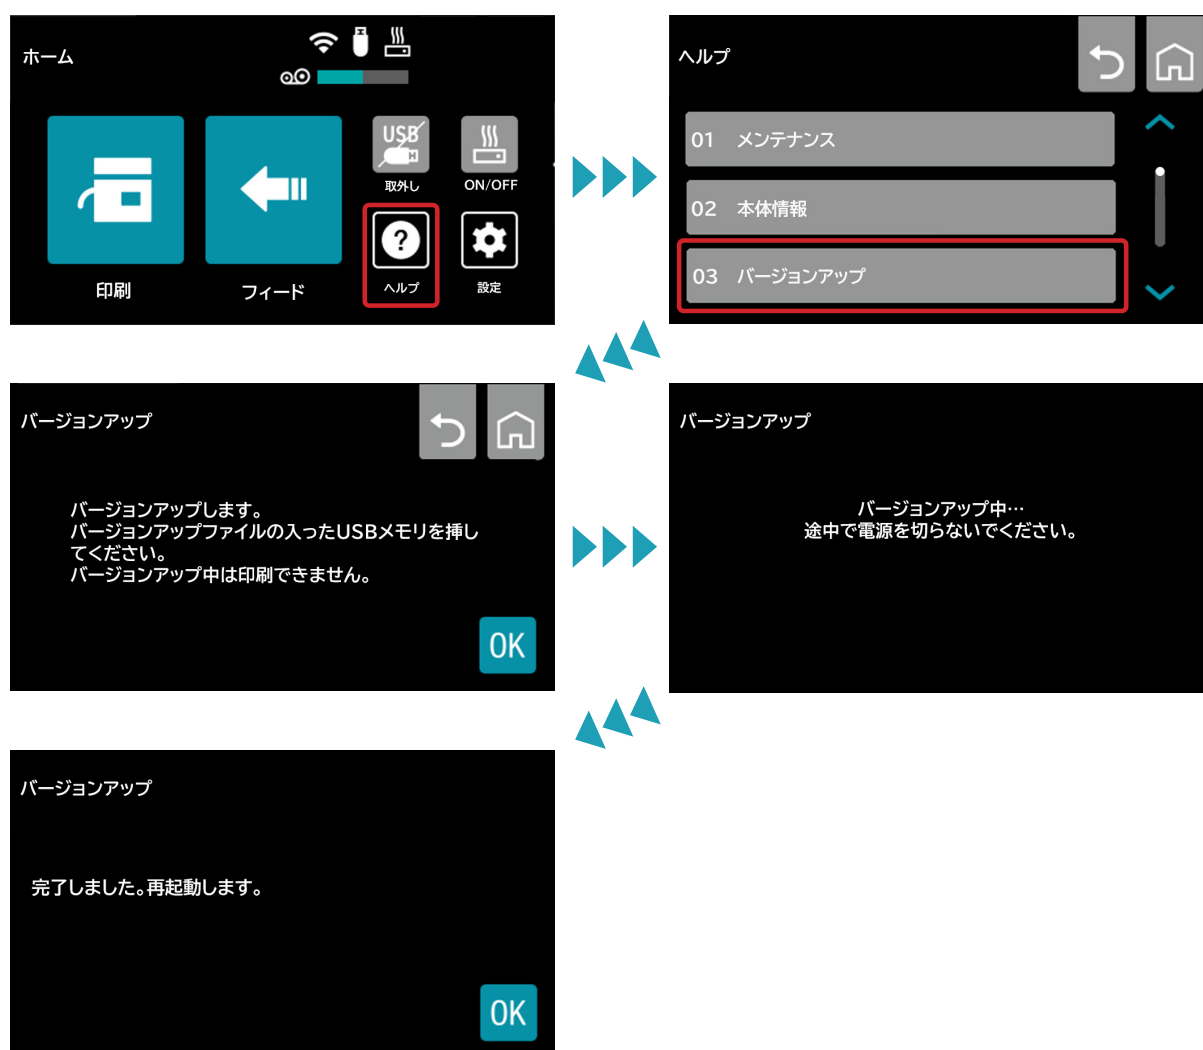 ホーム
USB
取外し
ON/OFF
?
印刷
フィード
ヘルプ
設定
ヘルプ
01 メンテナンス
02 本体情報
03 バージョンアップ
バージョンアップ
バージョンアップします。
バージョンアップファイルの入ったUSBメモリを挿し
てください。
バージョンアップ中は印刷できません。
OK
バージョンアップ
バージョンアップ中…
途中で電源を切らないでください。
バージョンアップ
完了しました。再起動します。
OK